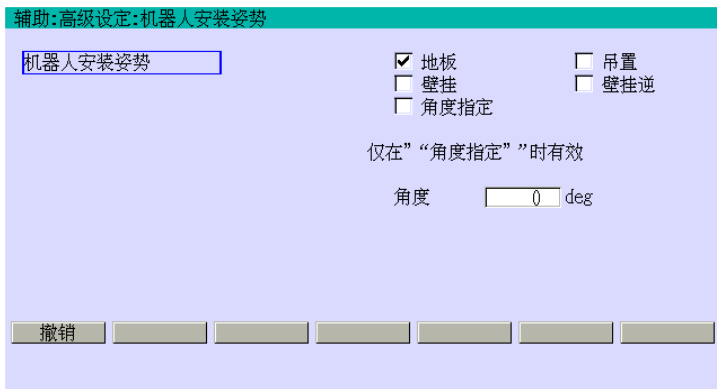 辅助:高级设定:机器人安装姿势
机器人安装姿势
地板 吊置
壁挂 壁挂逆
角度指定
仅在”“角度指定”“时有效
角度 0 deg
撤销